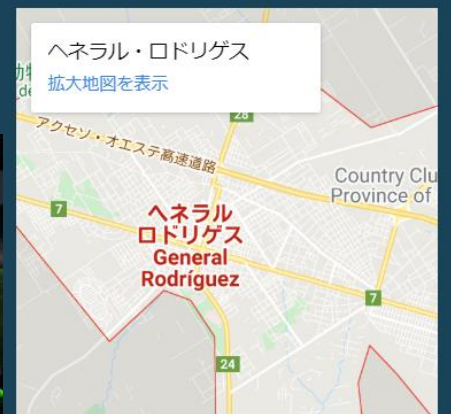 ヘネラル・ロドリゲス
拡大地図を表示
28
アクセソ・オエステ高速道路
Country Clu
Province of
7
ヘネラル
ロドリゲス
General
Rodríguez
7
24